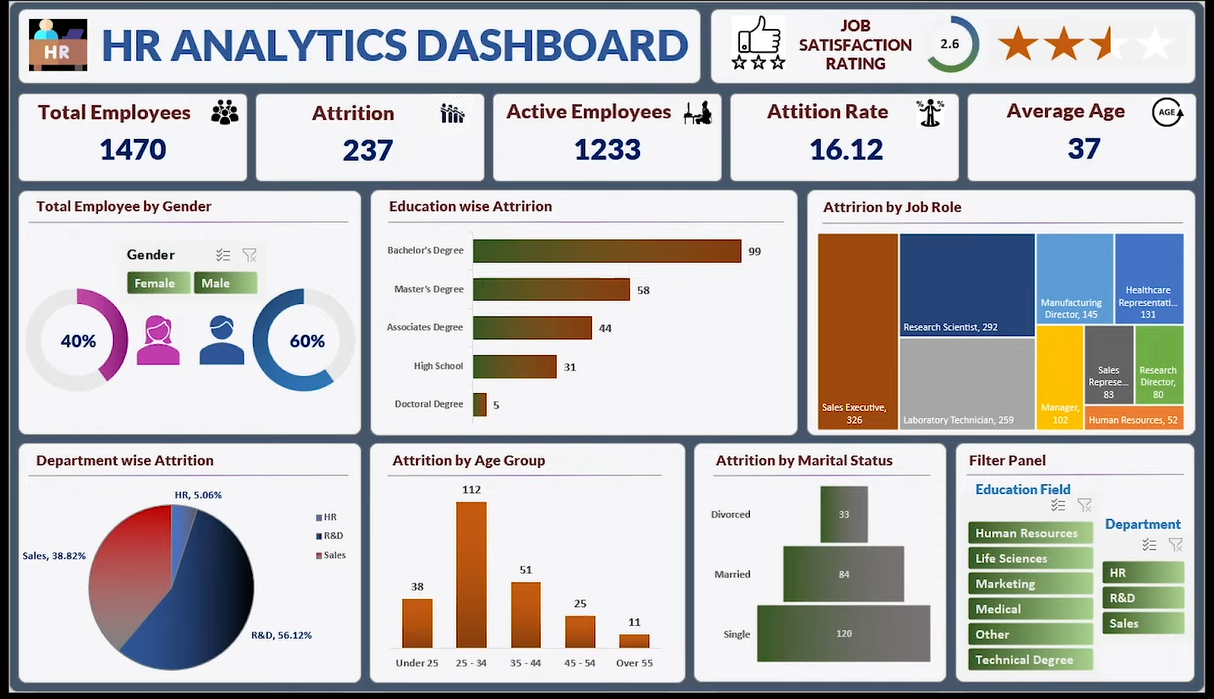 HR
HR ANALYTICS DASHBOARD
JOB
SATISFACTION
RATING
2.6
Total Employees
1470
Attrition
237
Active Employees
1233
Attition Rate
16.12
Average Age
AGE
37
Total Employee by Gender
Gender
Female
Male
40%
60%
Education wise Attririon
Bachelor's Degree
99
Master's Degree
58
Associates Degree
44
High School
31
Doctoral Degree
5
Attririon by Job Role
Sales Executive,
326
Research Scientist, 292
Laboratory Technician, 259
Manufacturing
Director, 145
Healthcare
Representati...
131
Manager,
102
Sales
Represe...
83
Research
Director,
80
Human Resources, 52
Department wise Attrition
HR, 5.06%
Sales, 38.82%
R&D, 56.12%
HR
R&D
Sales
Attrition by Age Group
38
112
51
25
11
Under 25
25 - 34
35 - 44
45 - 54
Over 55
Attrition by Marital Status
Divorced
33
Married
84
Single
120
Filter Panel
Education Field
Human Resources
Life Sciences
Marketing
Medical
Other
Technical Degree
Department
HR
R&D
Sales